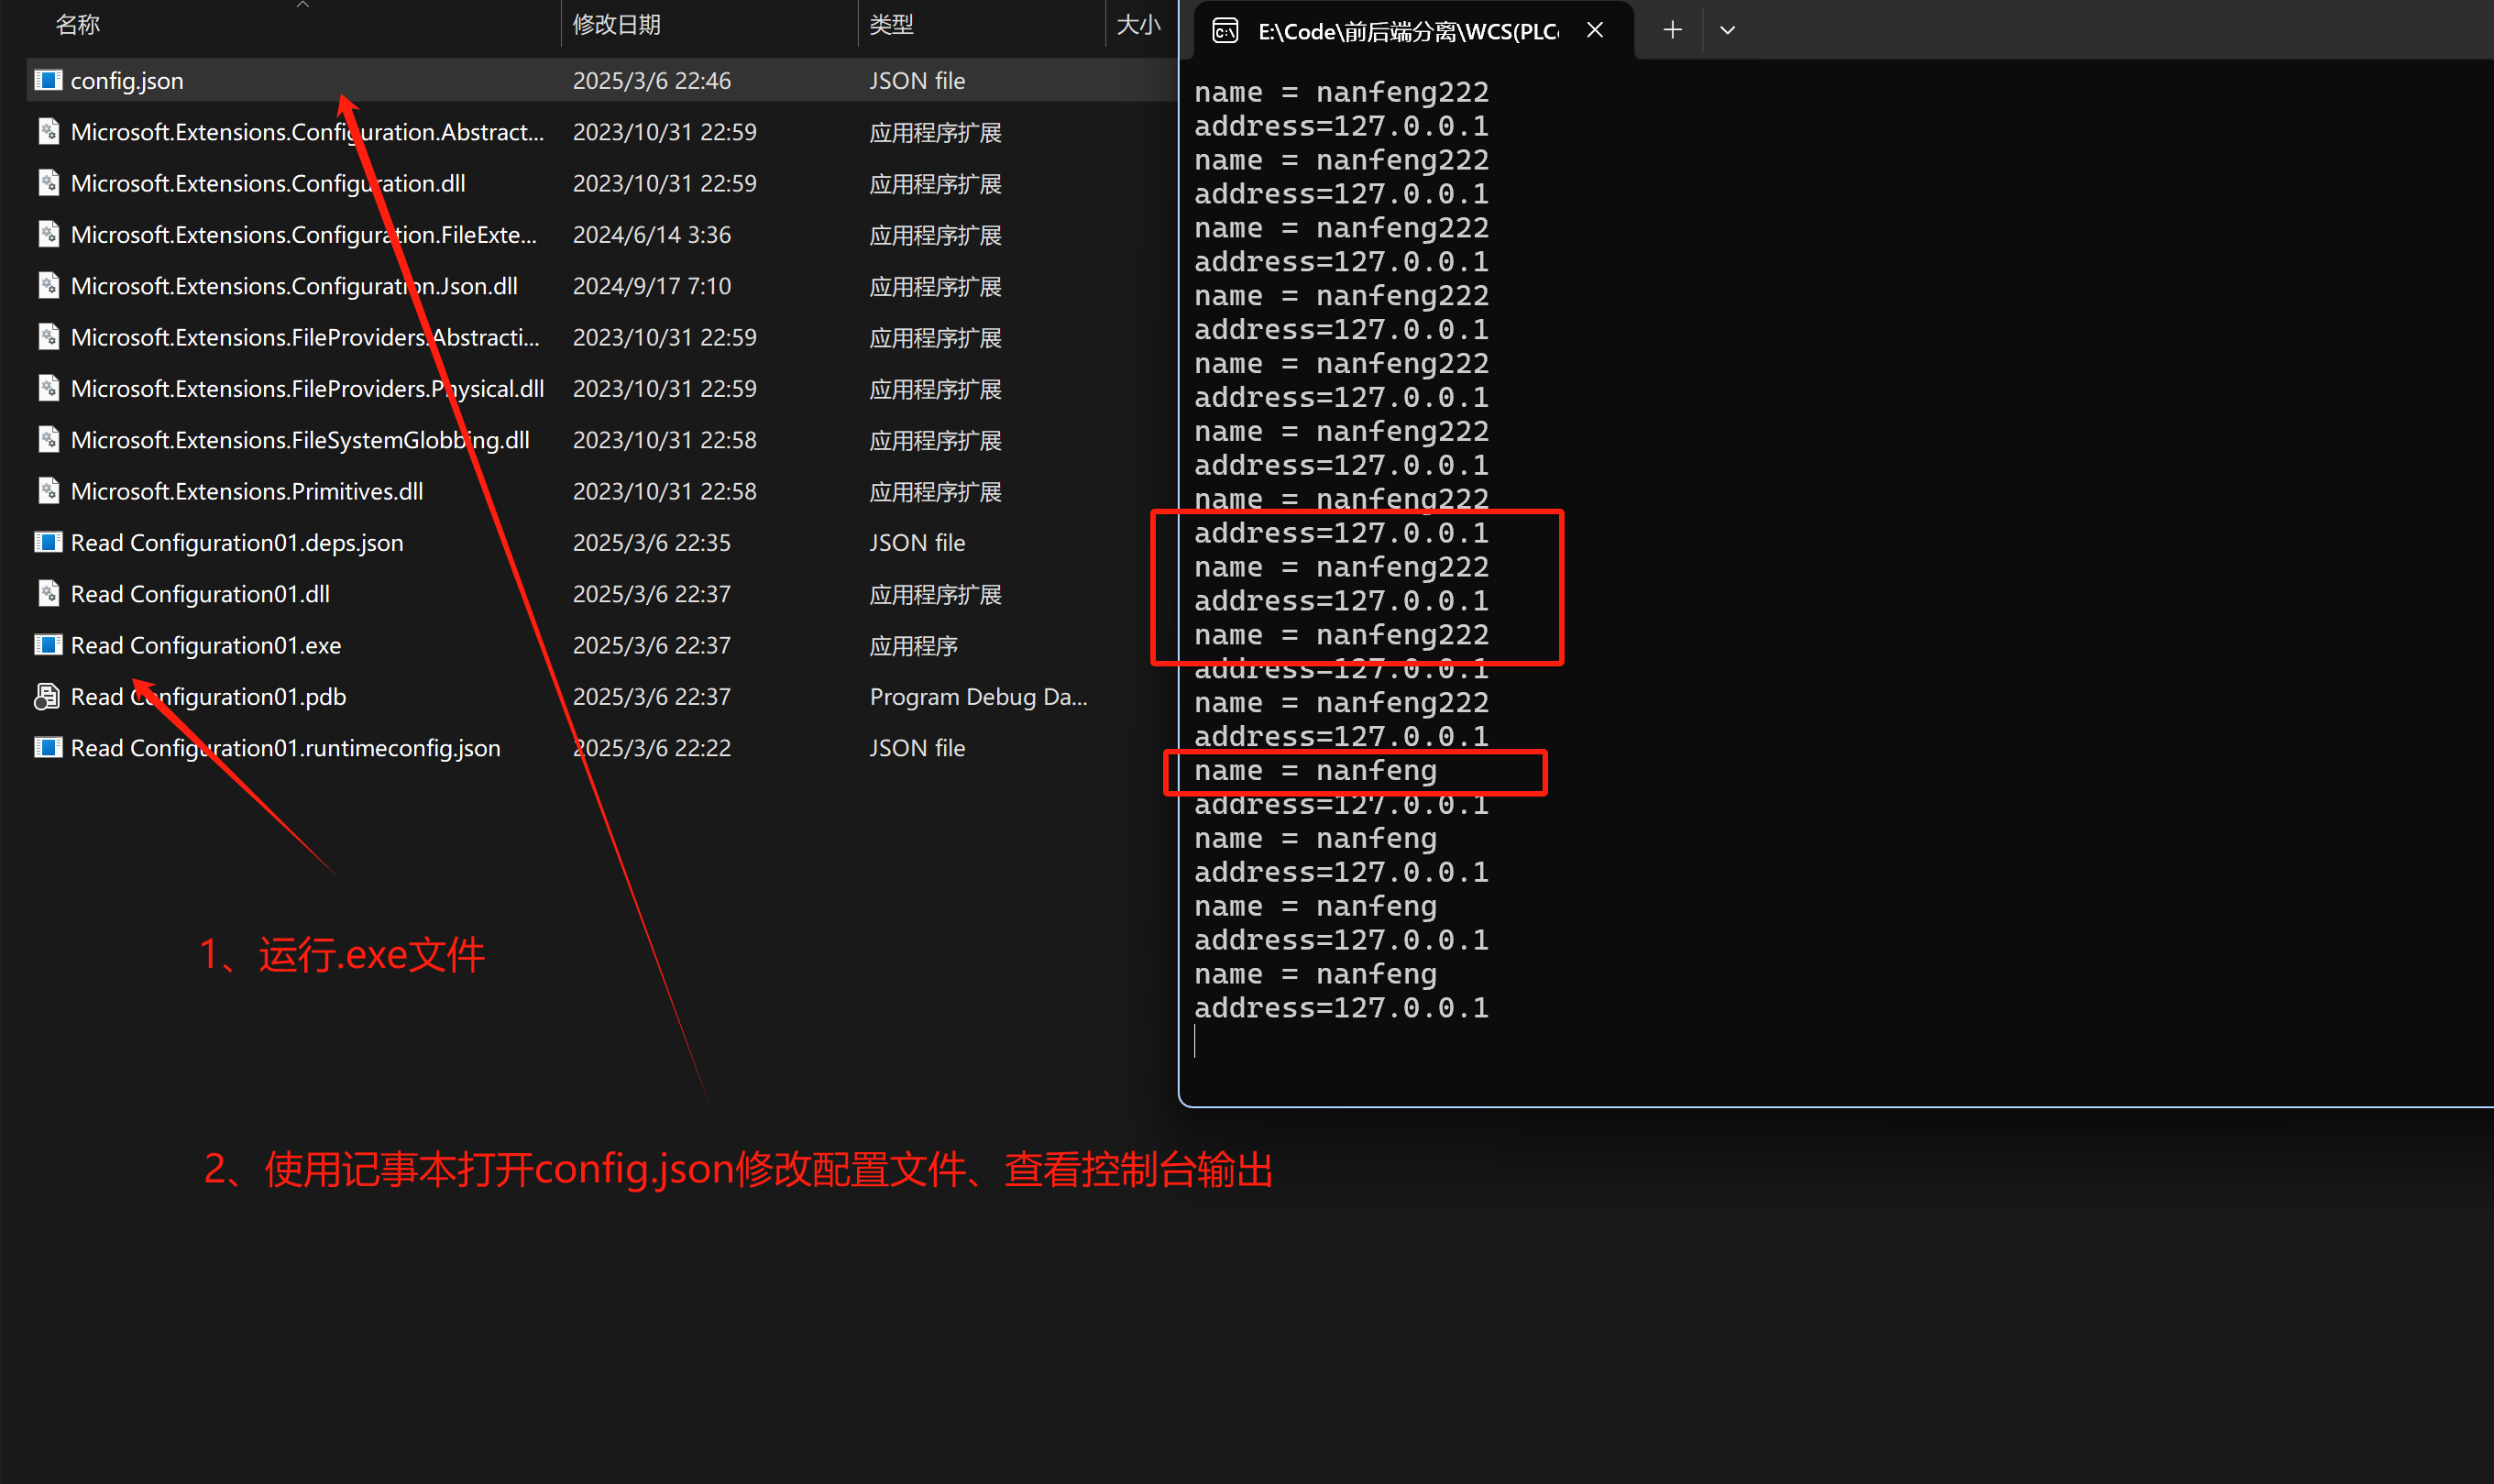 名称 修改日期 类型 大小
config.json 2025/3/6 22:46 JSON file
Microsoft.Extensions.Configuration.Abstract... 2023/10/31 22:59 应用程序扩展
Microsoft.Extensions.Configuration.dll 2023/10/31 22:59 应用程序扩展
Microsoft.Extensions.Configuration.FileExte... 2024/6/14 3:36 应用程序扩展
Microsoft.Extensions.Configuration.Json.dll 2024/9/17 7:10 应用程序扩展
Microsoft.Extensions.FileProviders.Abstracti... 2023/10/31 22:59 应用程序扩展
Microsoft.Extensions.FileProviders.Physical.dll 2023/10/31 22:59 应用程序扩展
Microsoft.Extensions.FileSystemGlobbing.dll 2023/10/31 22:58 应用程序扩展
Microsoft.Extensions.Primitives.dll 2023/10/31 22:58 应用程序扩展
Read Configuration01.deps.json 2025/3/6 22:35 JSON file
Read Configuration01.dll 2025/3/6 22:37 应用程序扩展
Read Configuration01.exe 2025/3/6 22:37 应用程序
Read Configuration01.pdb 2025/3/6 22:37 Program Debug Da...
Read Configuration01.runtimeconfig.json 2025/3/6 22:22 JSON file
1、运行.exe文件
2、使用记事本打开config.json修改配置文件、查看控制台输出
E:\Code\前后端分离\WCS(PLC
name = nanfeng222
address=127.0.0.1
name = nanfeng222
address=127.0.0.1
name = nanfeng222
address=127.0.0.1
name = nanfeng222
address=127.0.0.1
name = nanfeng222
address=127.0.0.1
name = nanfeng222
address=127.0.0.1
name = nanfeng222
address=127.0.0.1
name = nanfeng222
address=127.0.0.1
name = nanfeng222
address=127.0.0.1
name = nanfeng222
address=127.0.0.1
name = nanfeng
address=127.0.0.1
name = nanfeng
address=127.0.0.1
name = nanfeng
address=127.0.0.1
name = nanfeng
address=127.0.0.1